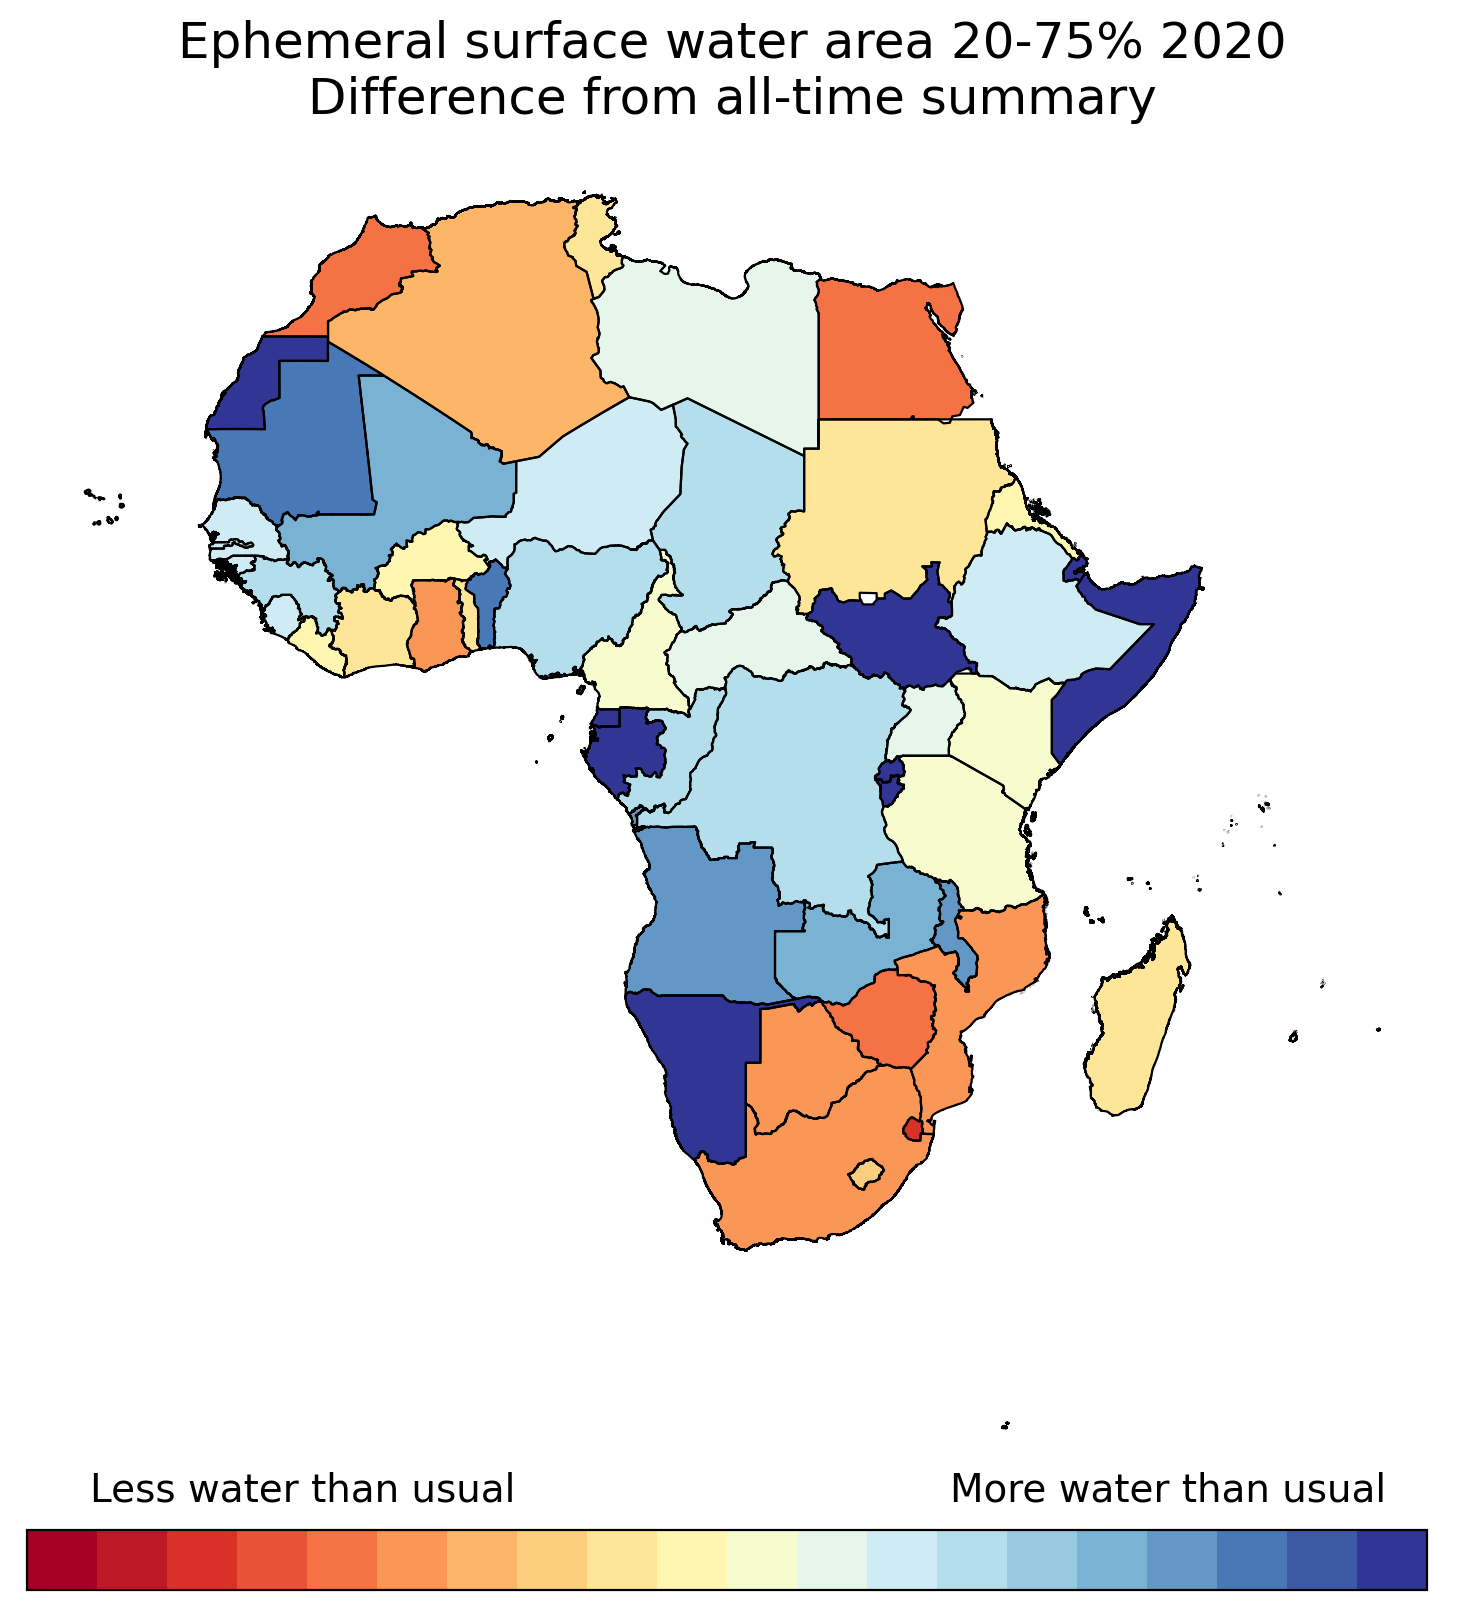 Ephemeral surface water area 20-75% 2020
Difference from all-time summary
Less water than usual
More water than usual